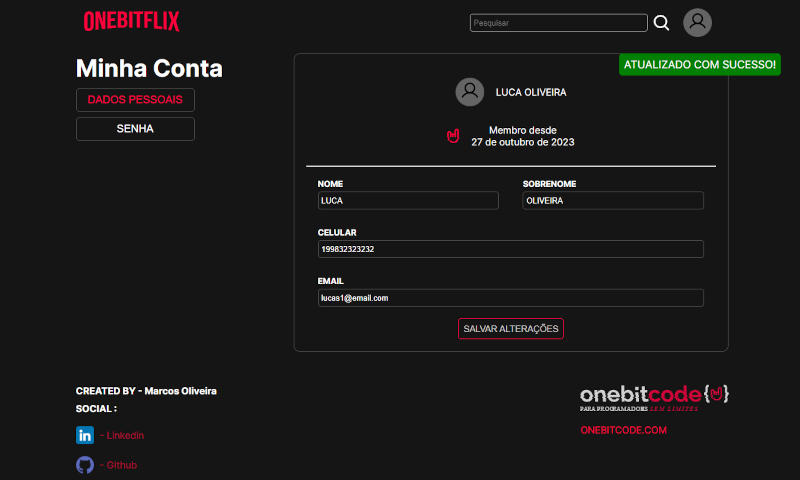 ONEBITFLIX
Pesquisar
ATUALIZADO COM SUCESSO!
Minha Conta
DADOS PESSOAIS
SENHA
LUCA OLIVEIRA
Membro desde
27 de outubro de 2023
NOME
SOBRENOME
LUCA
OLIVEIRA
CELULAR
199832323232
EMAIL
lucas1@email.com
SALVAR ALTERAÇÕES
CREATED BY - Marcos Oliveira
SOCIAL :
in - Linkedin
- Github
onebitcode{ }
PARA PROGRAMADORES SEM LIMITES
ONEBITCODE.COM